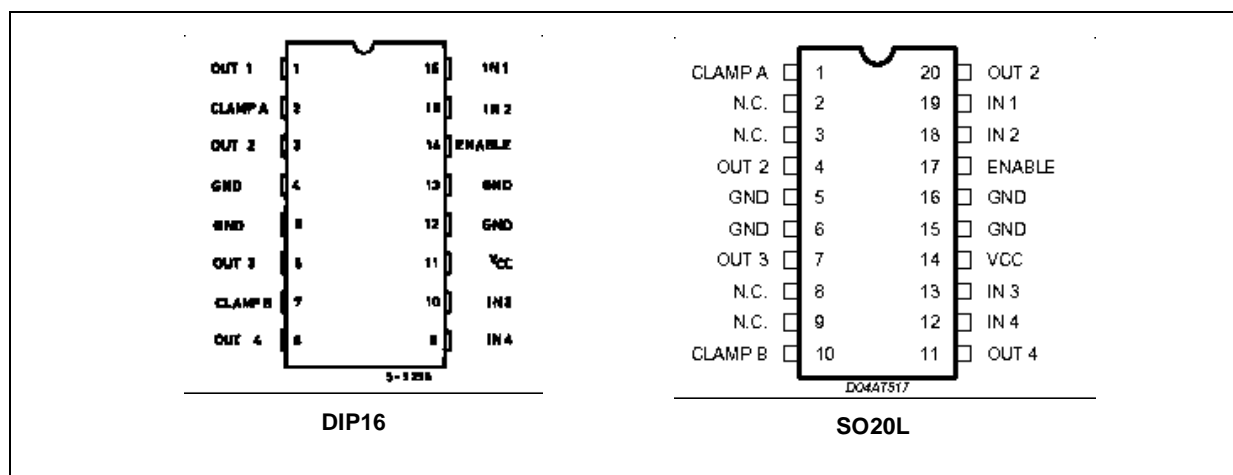 OUT 1 1 16 IN 1
CLAMP A 2 15 IN 2
OUT 2 3 14 ENABLE
GND 4 13 GND
GND 5 12 GND
OUT 3 6 11 VCC
CLAMP B 7 10 IN 3
OUT 4 8 9 IN 4
DIP16
CLAMP A 1 20 OUT 2
N.C. 2 19 IN 1
N.C. 3 18 IN 2
OUT 2 4 17 ENABLE
GND 5 16 GND
GND 6 15 GND
OUT 3 7 14 VCC
N.C. 8 13 IN 3
N.C. 9 12 IN 4
CLAMP B 10 11 OUT 4
D04AT517
SO20L